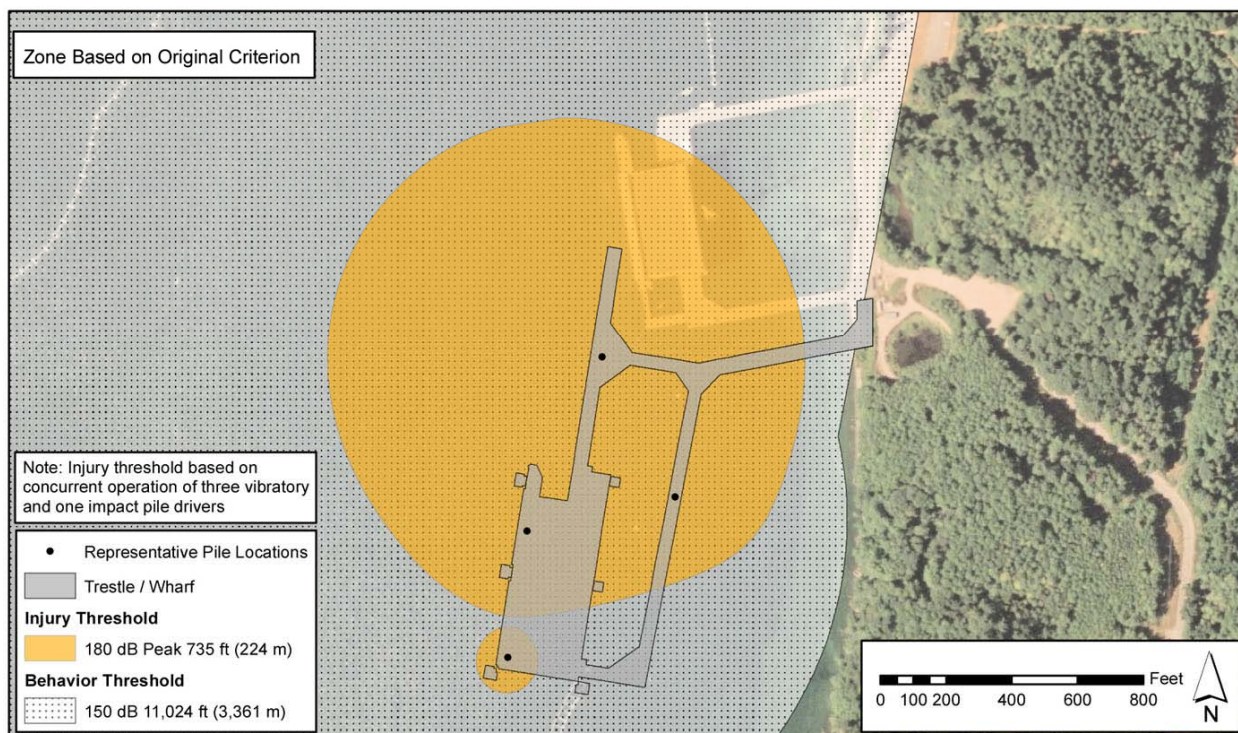 Zone Based on Original Criterion
Note: Injury threshold based on
concurrent operation of three vibratory
and one impact pile drivers
Representative Pile Locations
Trestle / Wharf
Injury Threshold
180 dB Peak 735 ft (224 m)
Behavior Threshold
150 dB 11,024 ft (3,361 m)
Feet
0 100 200 400 600 800
N